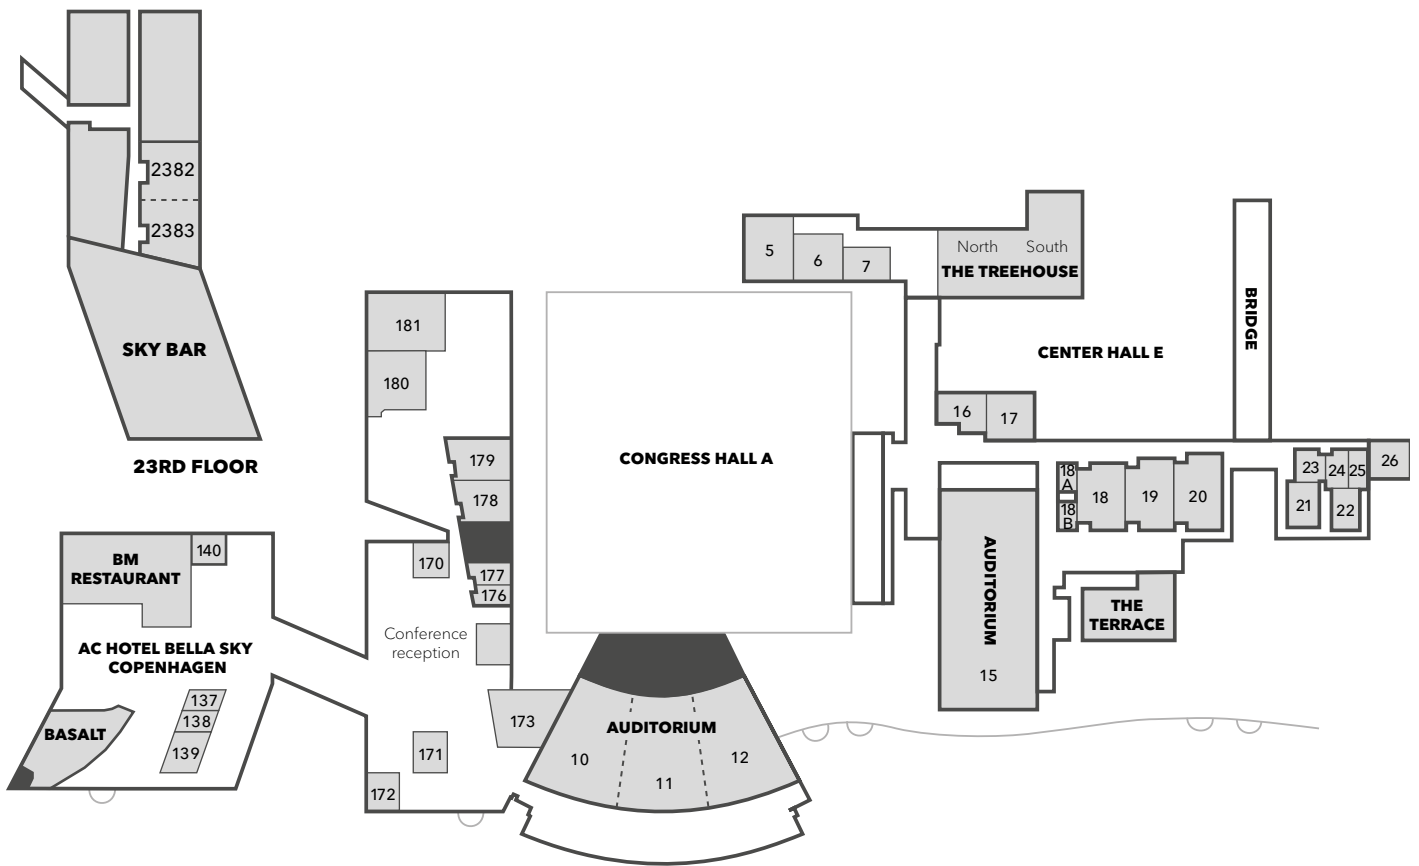 2382
2383
SKY BAR
23RD FLOOR
181
180
179
178
177
176
170
Conference
reception
171
172
173
BM
RESTAURANT
140
AC HOTEL BELLA SKY
COPENHAGEN
137
138
139
BASALT
CONGRESS HALL A
AUDITORIUM
10
11
12
5
6
7
North South
THE TREEHOUSE
CENTER HALL E
BRIDGE
16
17
18
A
18
B
18
19
20
21
22
23
24
25
26
AUDITORIUM
15
THE
TERRACE